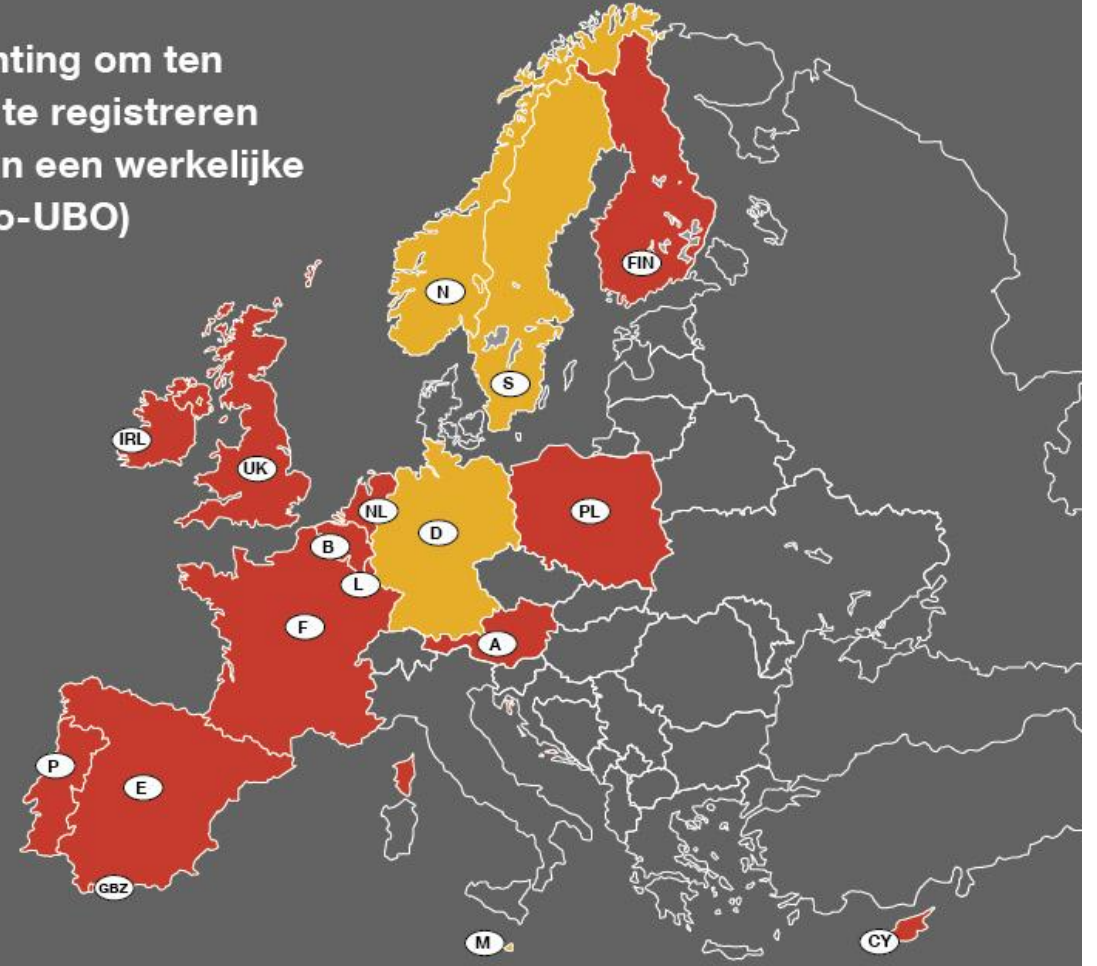 nting om ten
te registreren
n een werkelijke
o-UBO)
FIN
N
S
IRL
UK
NL
PL
D
B
L
F
A
P
E
GBZ
M
CY